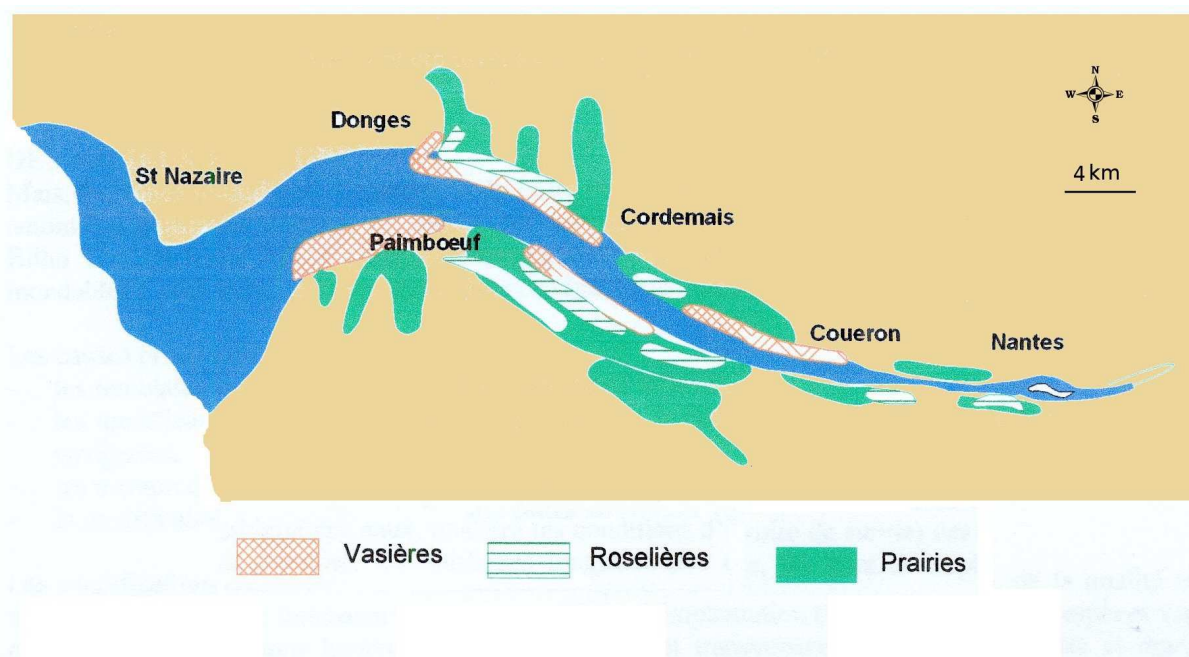 N
W E
S
4 km
Donges
St Nazaire
Cordemais
Paimboeuf
Coueron
Nantes
Vasières
Roselières
Prairies